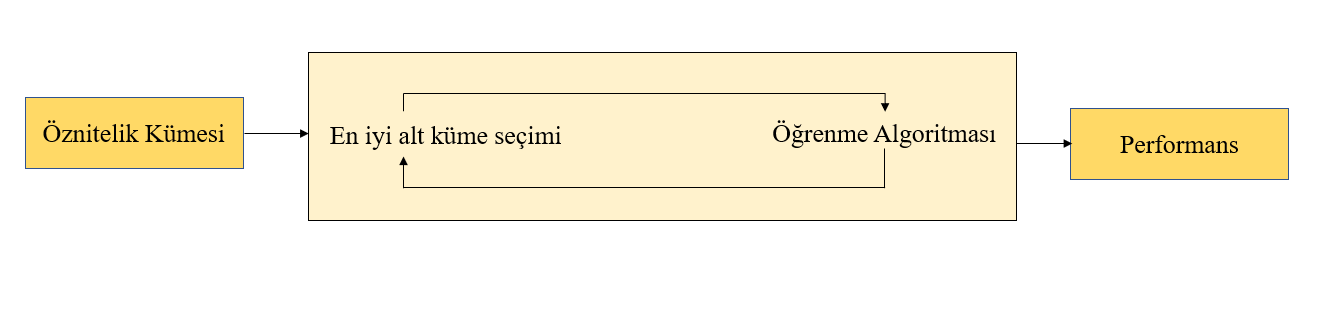 Öznitelik Kümesi
En iyi alt küme seçimi
Öğrenme Algoritması
Performans